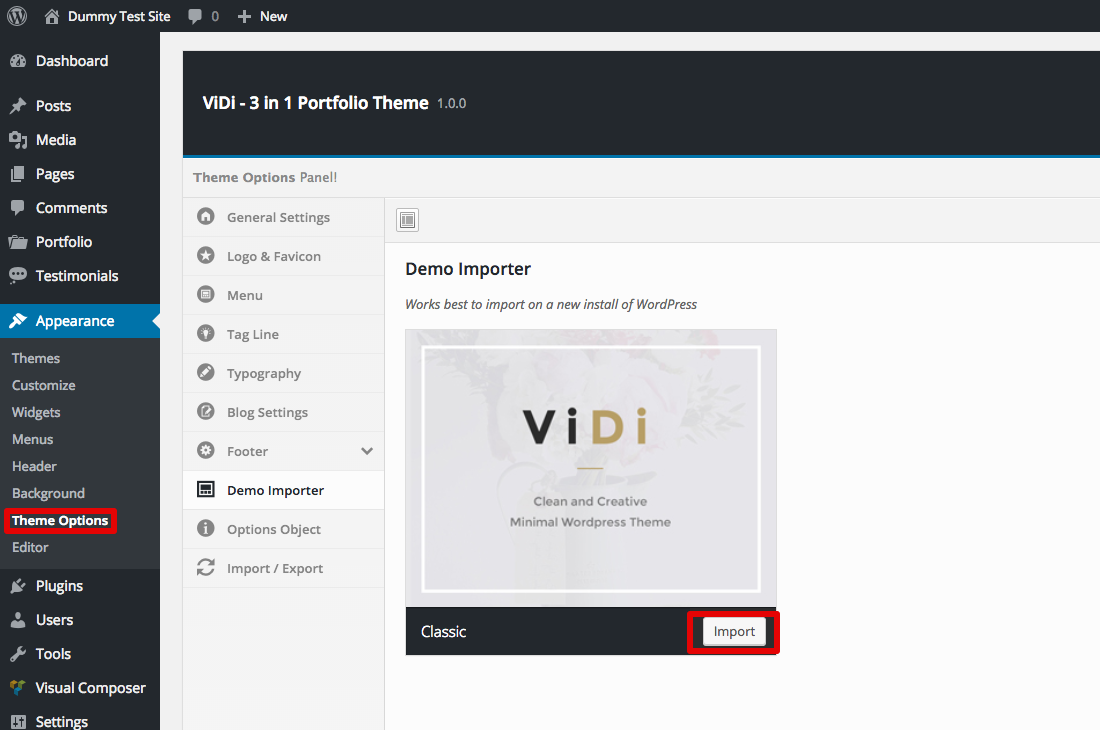 Dummy Test Site 0 New
Dashboard
Posts
Media
Pages
Comments
Portfolio
Testimonials
Appearance
Themes
Customize
Widgets
Menus
Header
Background
Theme Options
Editor
Plugins
Users
Tools
Visual Composer
Settings
ViDi - 3 in 1 Portfolio Theme 1.0.0
Theme Options Panel!
General Settings
Logo & Favicon
Menu
Tag Line
Typography
Blog Settings
Footer
Demo Importer
Options Object
Import / Export
Demo Importer
Works best to import on a new install of WordPress
ViDi
Clean and Creative
Minimal Wordpress Theme
Classic
Import